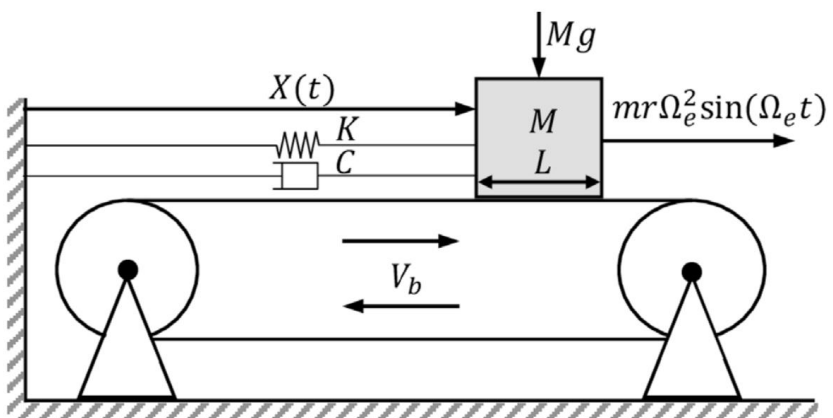 Mg
X(t)
K
C
M
L
mrΩ_e^2 sin(Ω_e t)
V_b